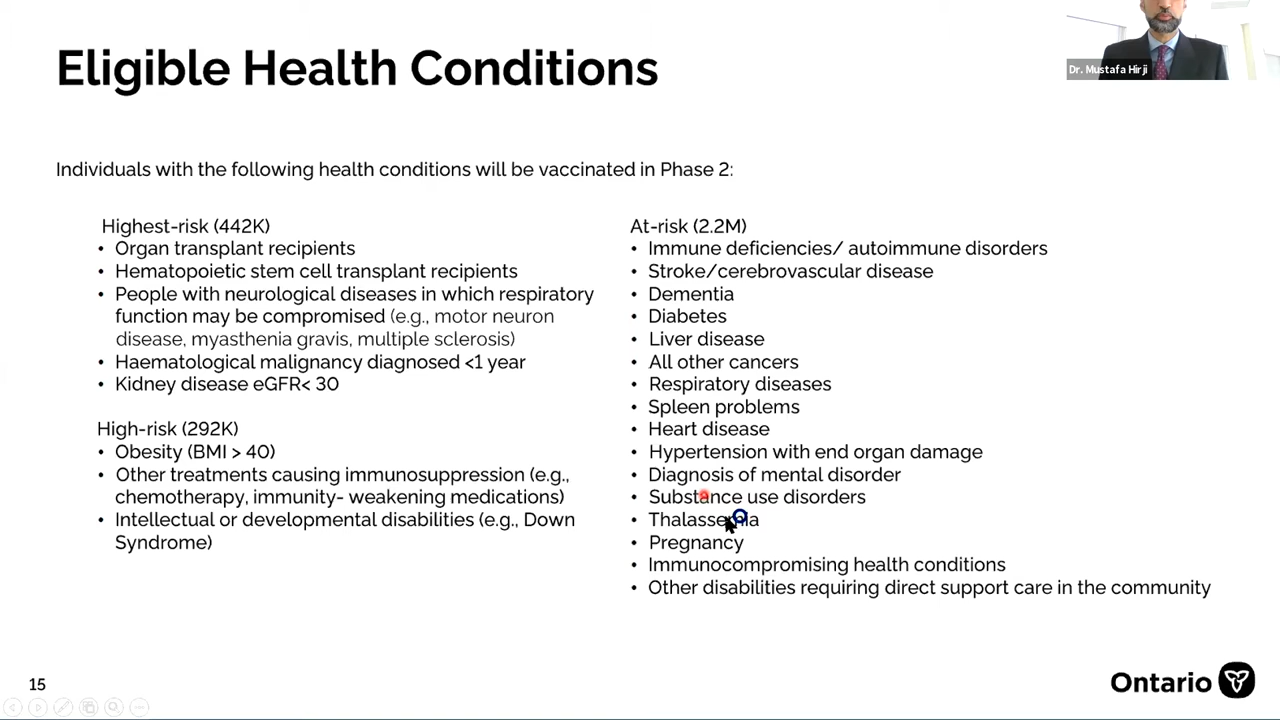 Eligible Health Conditions
Dr. Mustafa Hirji
Individuals with the following health conditions will be vaccinated in Phase 2:
Highest-risk (442K)
• Organ transplant recipients
• Hematopoietic stem cell transplant recipients
• People with neurological diseases in which respiratory
function may be compromised (e.g., motor neuron
disease, myasthenia gravis, multiple sclerosis)
• Haematological malignancy diagnosed <1 year
• Kidney disease eGFR< 30
High-risk (292K)
• Obesity (BMI > 40)
• Other treatments causing immunosuppression (e.g.,
chemotherapy, immunity- weakening medications)
• Intellectual or developmental disabilities (e.g., Down
Syndrome)
At-risk (2.2M)
• Immune deficiencies/ autoimmune disorders
• Stroke/cerebrovascular disease
• Dementia
• Diabetes
• Liver disease
• All other cancers
• Respiratory diseases
• Spleen problems
• Heart disease
• Hypertension with end organ damage
• Diagnosis of mental disorder
• Substance use disorders
• Thalassemia
• Pregnancy
• Immunocompromising health conditions
• Other disabilities requiring direct support care in the community
15
Ontario